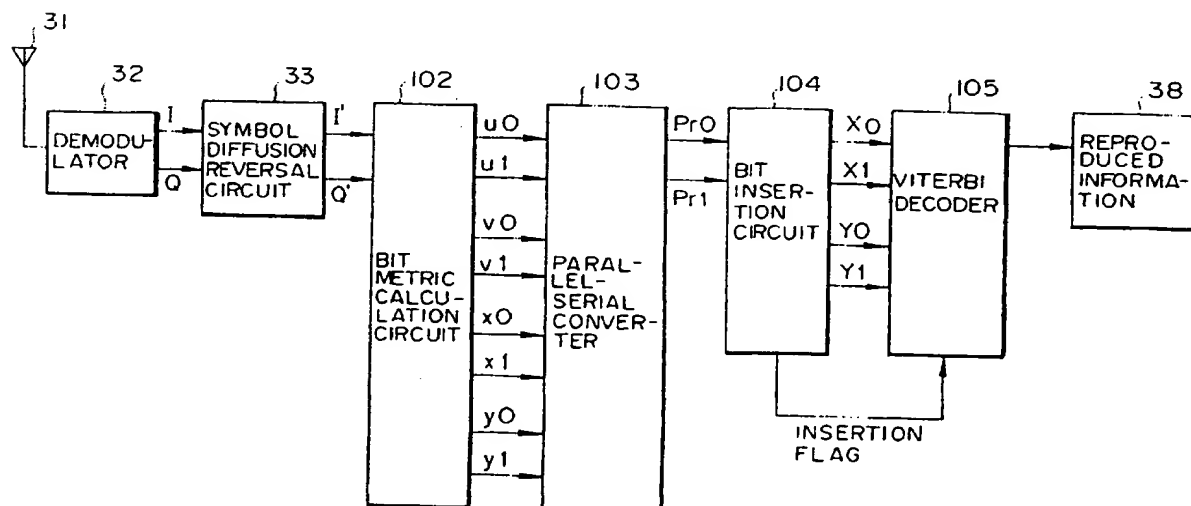 31
32
33
102
103
104
105
38
DEMODU-
LATOR
I
Q
SYMBOL
DIFFUSION
REVERSAL
CIRCUIT
I'
Q'
BIT
METRIC
CALCU-
LATION
CIRCUIT
u0
u1
v0
v1
x0
x1
y0
y1
PARAL-
LEL-
SERIAL
CONVER-
TER
Pr0
Pr1
BIT
INSER-
TION
CIRCUIT
X0
X1
Y0
Y1
VITERBI
DECODER
REPRO-
DUCED
INFORMA-
TION
INSERTION
FLAG